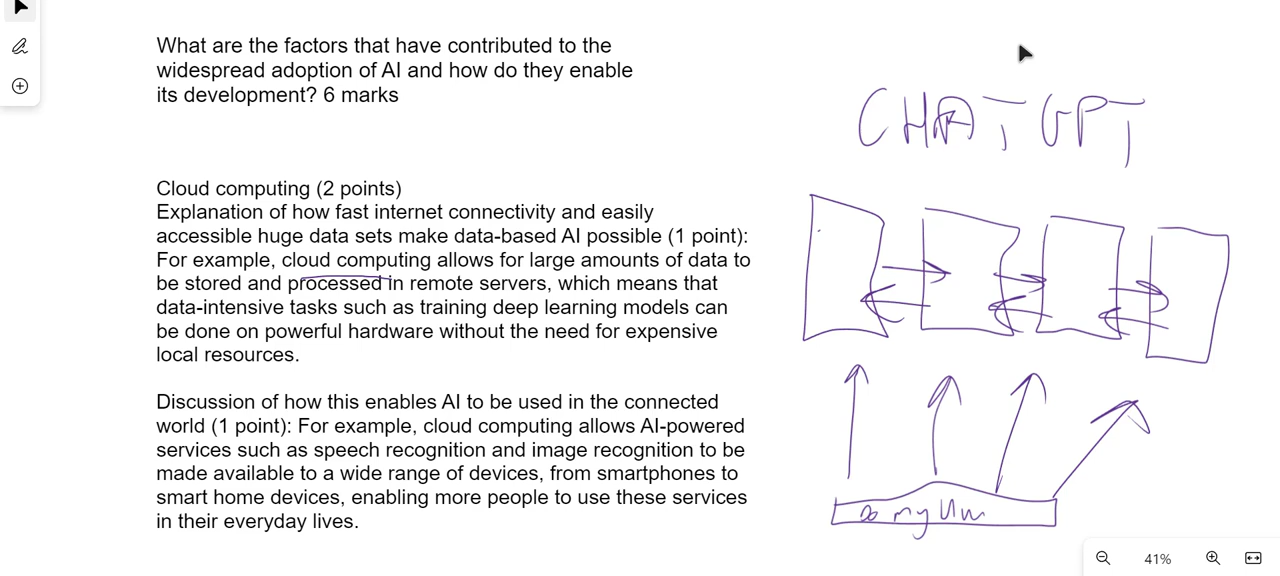 What are the factors that have contributed to the
widespread adoption of AI and how do they enable
its development? 6 marks
CHATGPT
Cloud computing (2 points)
Explanation of how fast internet connectivity and easily
accessible huge data sets make data-based AI possible (1 point):
For example, cloud computing allows for large amounts of data to
be stored and processed in remote servers, which means that
data-intensive tasks such as training deep learning models can
be done on powerful hardware without the need for expensive
local resources.
Discussion of how this enables AI to be used in the connected
world (1 point): For example, cloud computing allows AI-powered
services such as speech recognition and image recognition to be
made available to a wide range of devices, from smartphones to
smart home devices, enabling more people to use these services
in their everyday lives.
my
41%